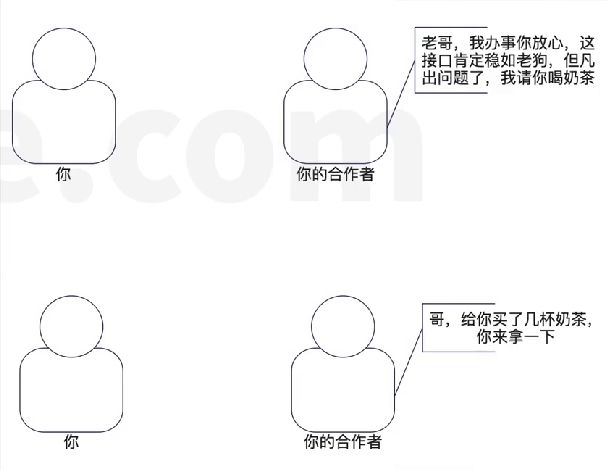 老哥，我办事你放心，这
接口肯定稳如老狗，但凡
出问题了，我请你喝奶茶
你
你的合作者
哥，给你买了几杯奶茶，
你来拿一下
你
你的合作者
e.com